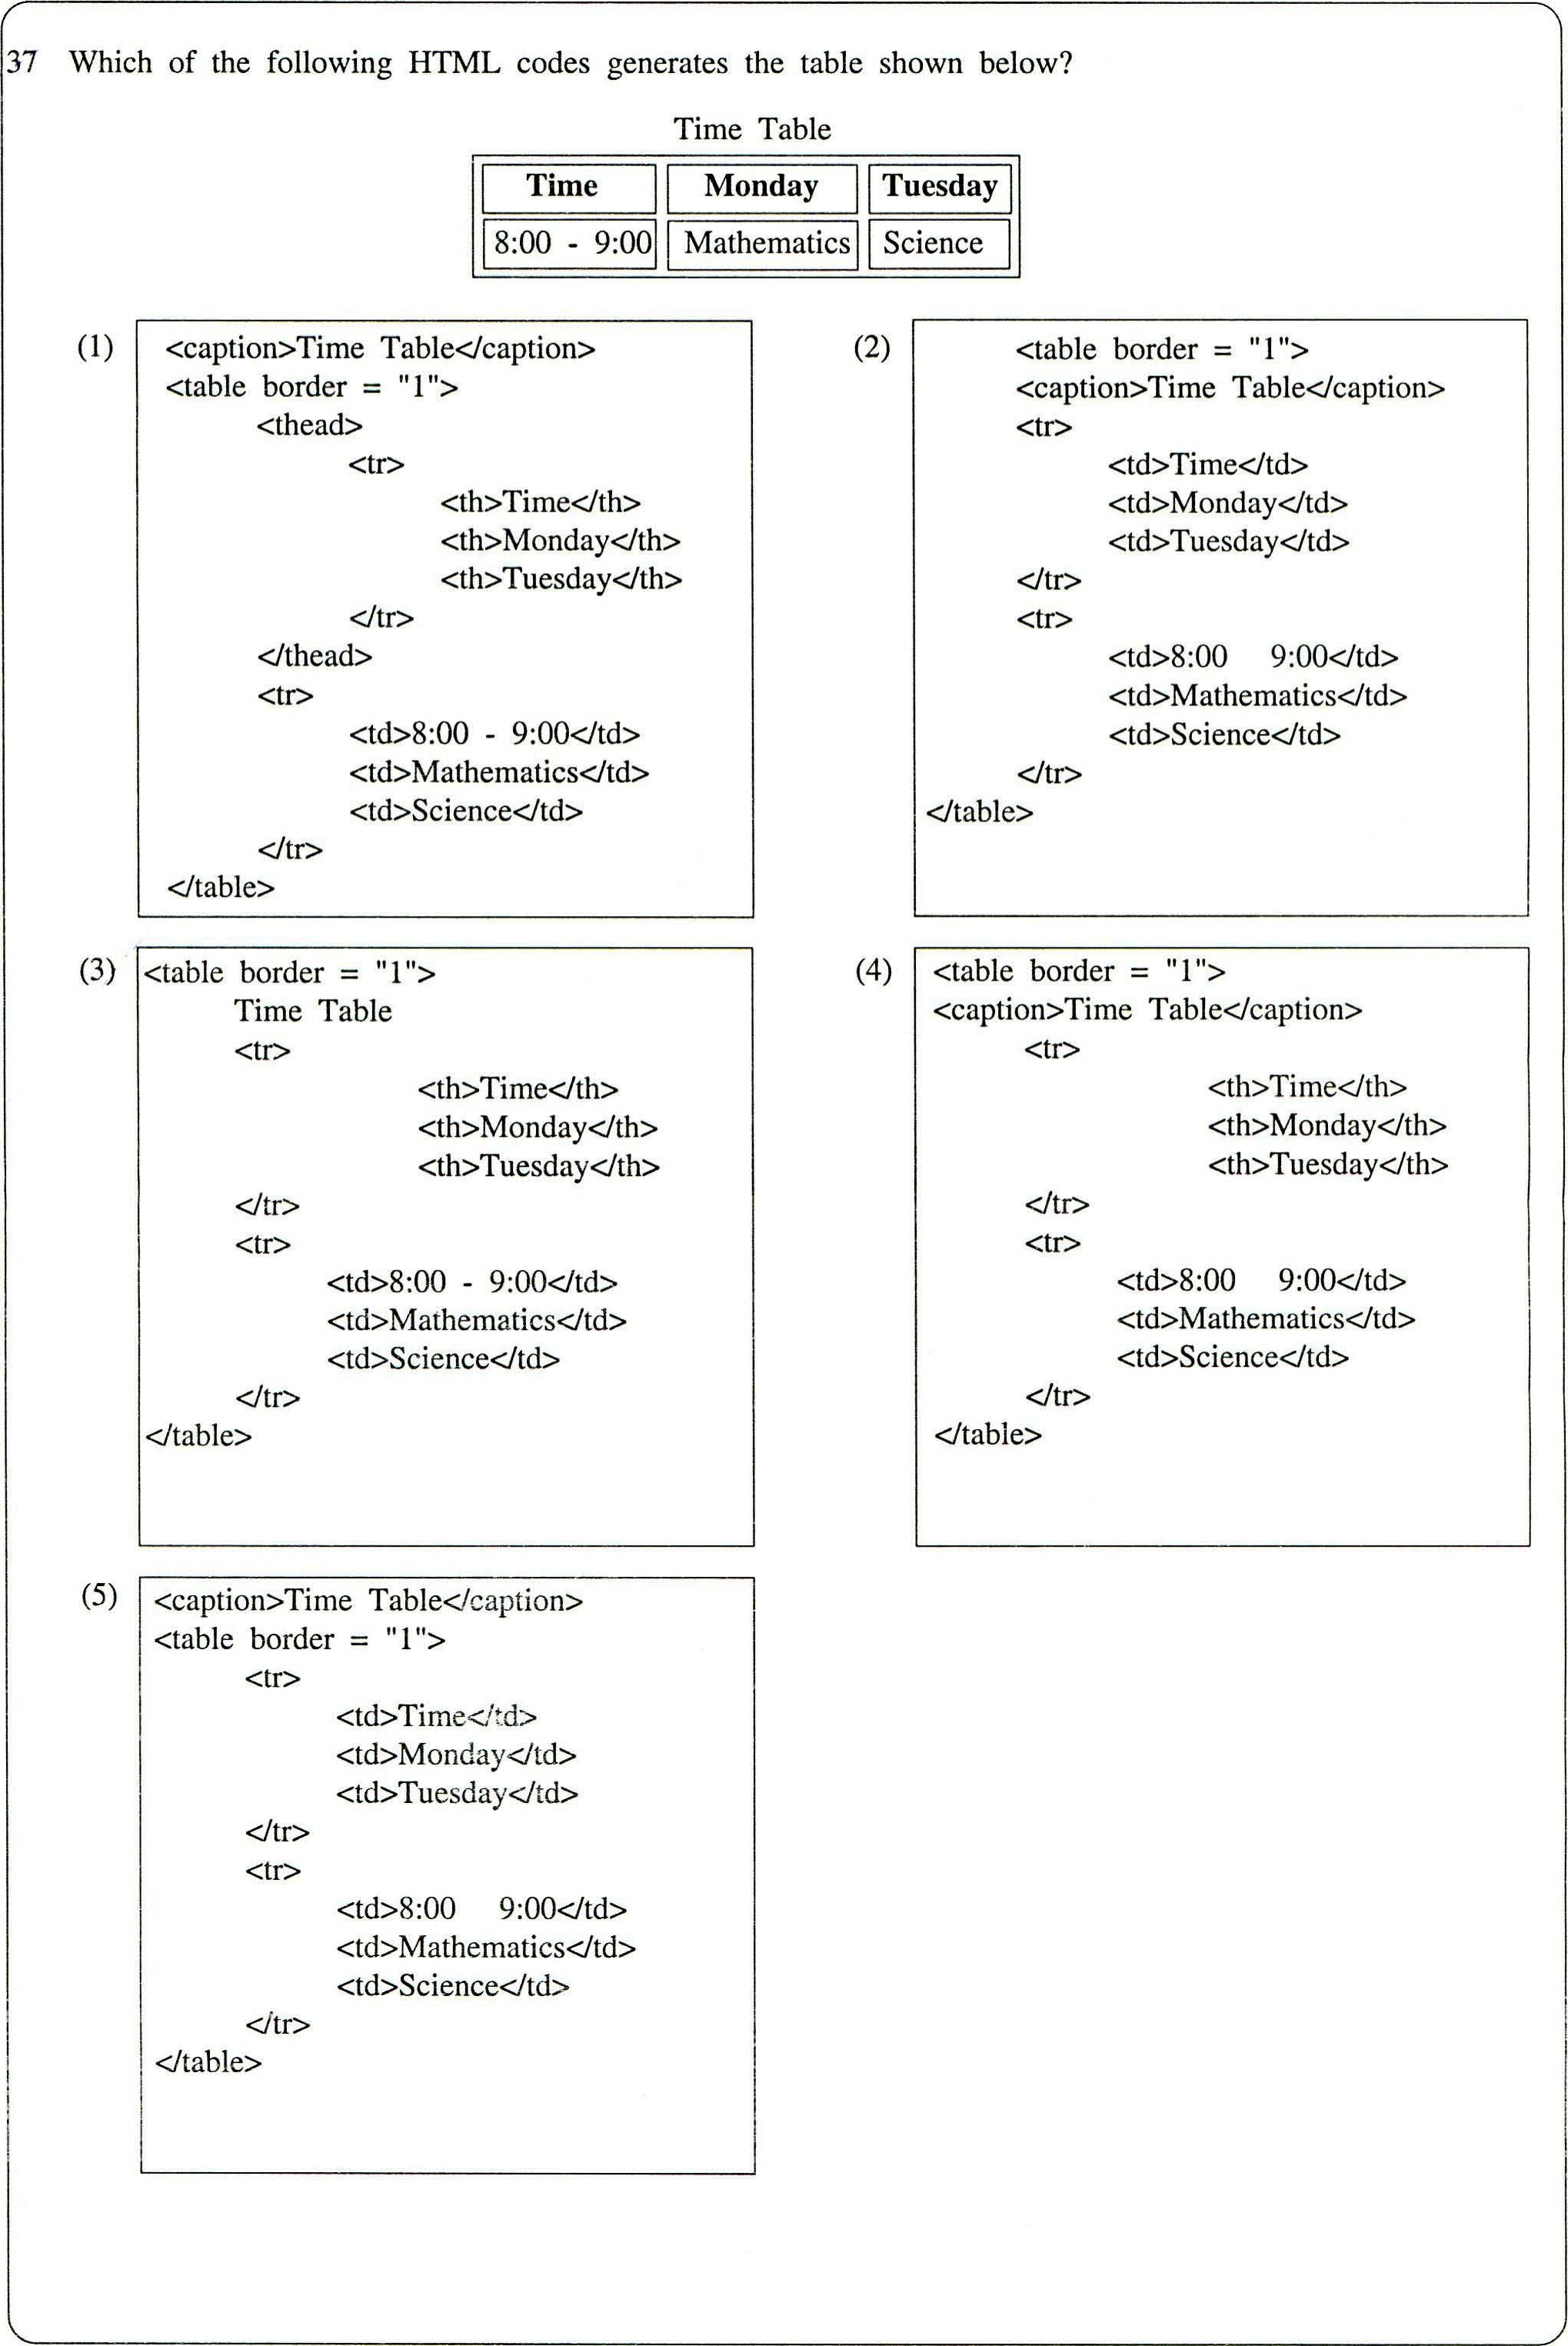 37 Which of the following HTML codes generates the table shown below?
Time Table
Time Monday Tuesday
8:00 - 9:00 Mathematics Science
(1)
<caption>Time Table</caption>
<table border = "1">
<thead>
<tr>
<th>Time</th>
<th>Monday</th>
<th>Tuesday</th>
</tr>
</thead>
<tr>
<td>8:00 - 9:00</td>
<td>Mathematics</td>
<td>Science</td>
</tr>
</table>
(2)
<table border = "1">
<caption>Time Table</caption>
<tr>
<td>Time</td>
<td>Monday</td>
<td>Tuesday</td>
</tr>
<tr>
<td>8:00 9:00</td>
<td>Mathematics</td>
<td>Science</td>
</tr>
</table>
(3)
<table border = "1">
Time Table
<tr>
<th>Time</th>
<th>Monday</th>
<th>Tuesday</th>
</tr>
<tr>
<td>8:00 - 9:00</td>
<td>Mathematics</td>
<td>Science</td>
</tr>
</table>
(4)
<table border = "1">
<caption>Time Table</caption>
<tr>
<th>Time</th>
<th>Monday</th>
<th>Tuesday</th>
</tr>
<tr>
<td>8:00 9:00</td>
<td>Mathematics</td>
<td>Science</td>
</tr>
</table>
(5)
<caption>Time Table</caption>
<table border = "1">
<tr>
<td>Time</td>
<td>Monday</td>
<td>Tuesday</td>
</tr>
<tr>
<td>8:00 9:00</td>
<td>Mathematics</td>
<td>Science</td>
</tr>
</table>